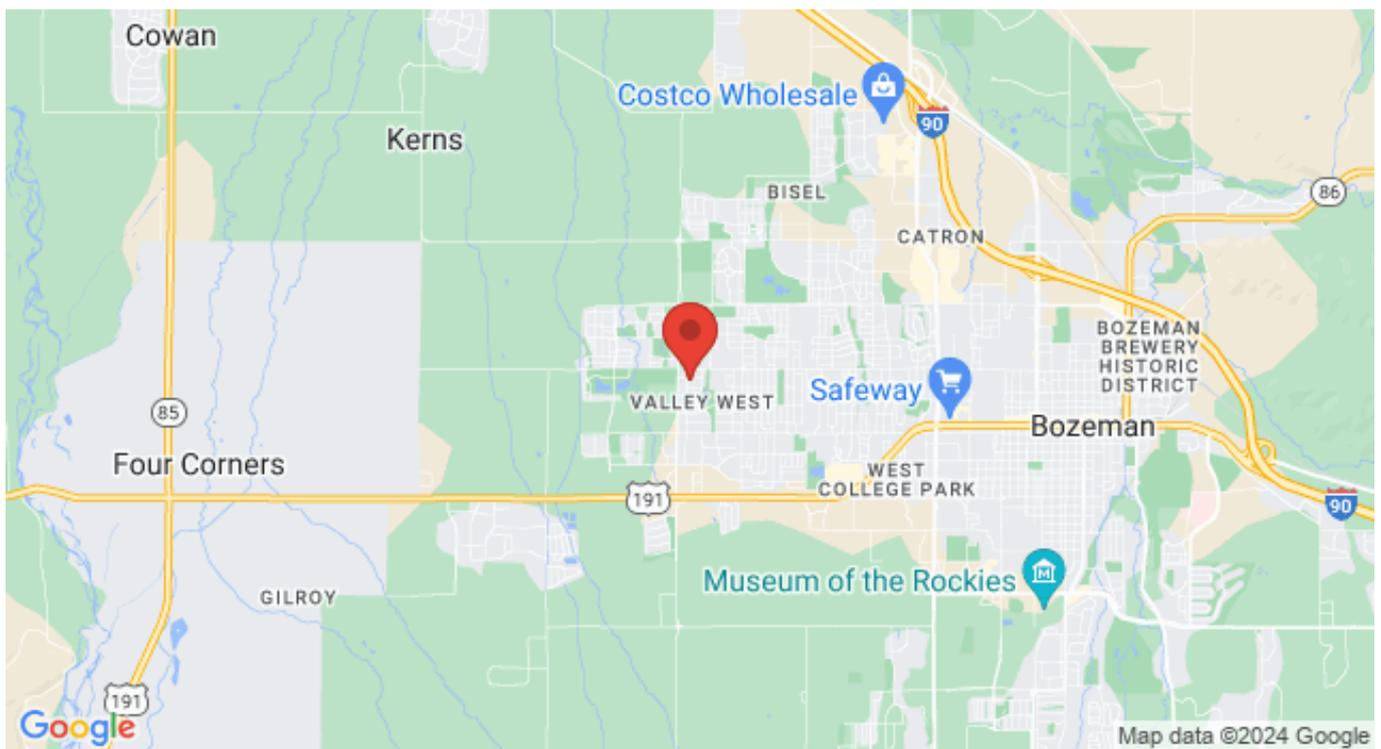 Cowan
Costco Wholesale
90
Kerns
BISEL
86
CATRON
BOZEMAN
BREWERY
HISTORIC
DISTRICT
Safeway
VALLEY WEST
85
Bozeman
Four Corners
WEST
COLLEGE PARK
191
90
Museum of the Rockies
GILROY
191
Google
Map data ©2024 Google